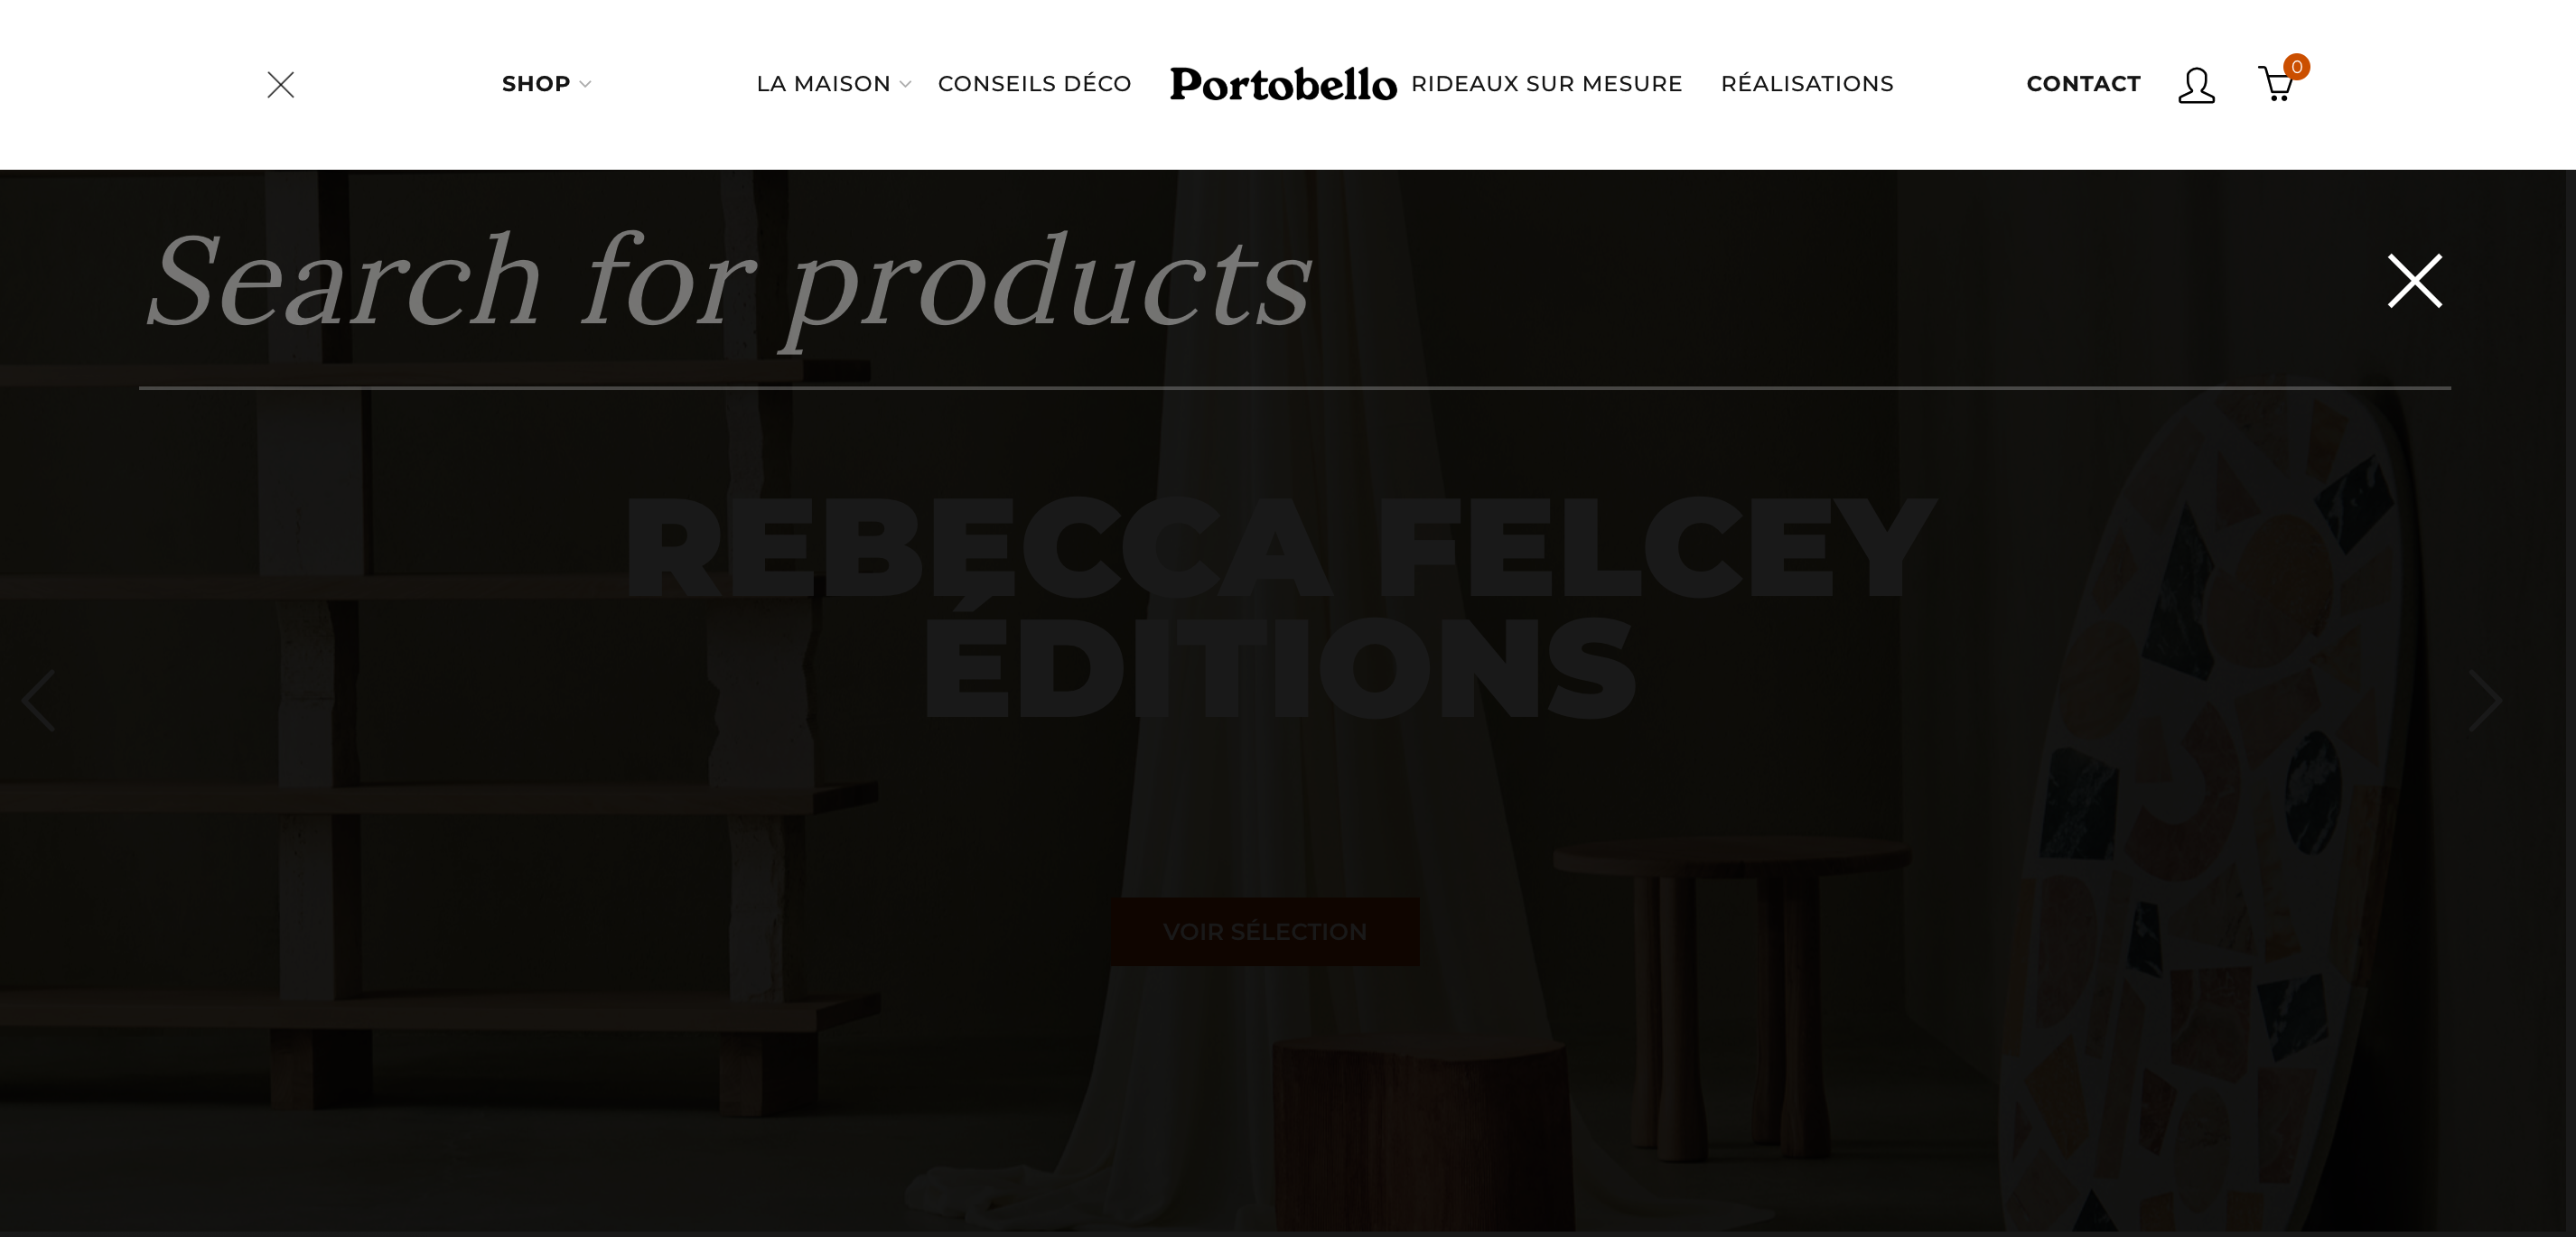 SHOP
LA MAISON
CONSEILS DÉCO
Portobello
RIDEAUX SUR MESURE
RÉALISATIONS
CONTACT
0
Search for products
REBECCA FELCEY
ÉDITIONS
VOIR SÉLECTION